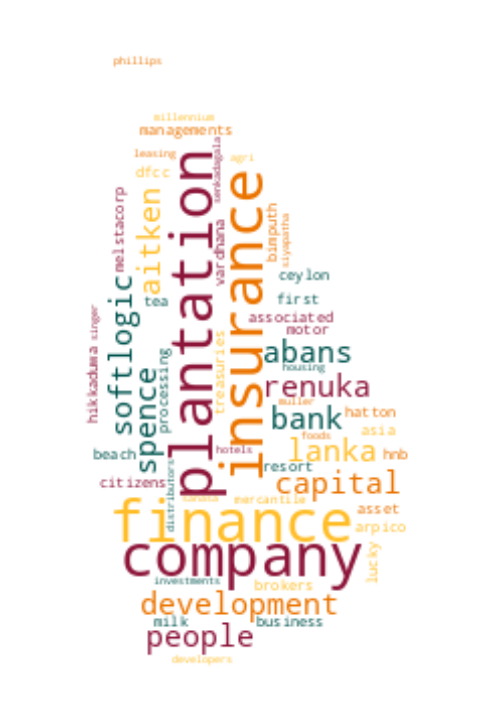 phillips
millennium
managements
leasing
agri
dfcc
senkadagala
plantation
insurance
melstacorp
aitken
vardhana
bimputh
siyapatha
ceylon
tea
first
softlogic
associated
motor
hikkaduwa
singer
treasuries
processing
abans
housing
spence
renuka
muller
bank
hatton
asia
foods
lanka
hotels
beach
hnb
distributors
resort
citizens
capital
mercantile
finance
asset
arpico
company
lucky
investments
brokers
development
milk
business
people
developers